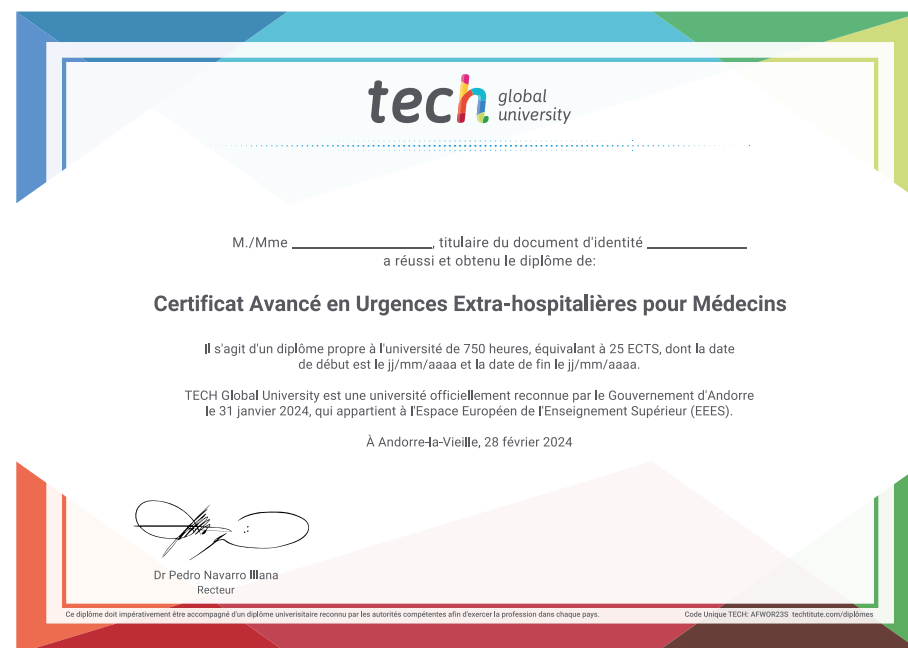 tech global university
M./Mme ____________, titulaire du document d'identité ____________
a réussi et obtenu le diplôme de:
Certificat Avancé en Urgences Extra-hospitalières pour Médecins
Il s'agit d'un diplôme propre à l'université de 750 heures, équivalant à 25 ECTS, dont la date
de début est le jj/mm/aaaa et la date de fin le jj/mm/aaaa.
TECH Global University est une université officiellement reconnue par le Gouvernement d'Andorre
le 31 janvier 2024, qui appartient à l'Espace Européen de l'Enseignement Supérieur (EEES).
À Andorre-la-Vieille, 28 février 2024
Dr Pedro Navarro Illana
Recteur
Ce diplôme doit impérativement être accompagné d'un diplôme univerisitaire reconnu par les autorités compétentes afin d'exercer la profession dans chaque pays.
Code Unique TECH: AFWOR23S techtitute.com/diplômes